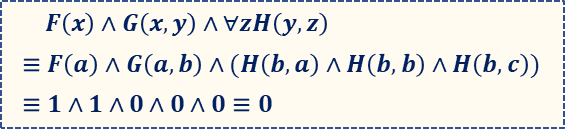 F(x) ∧ G(x, y) ∧ ∀zH(y, z)
≡ F(a) ∧ G(a, b) ∧ (H(b, a) ∧ H(b, b) ∧ H(b, c))
≡ 1 ∧ 1 ∧ 0 ∧ 0 ∧ 0 ≡ 0